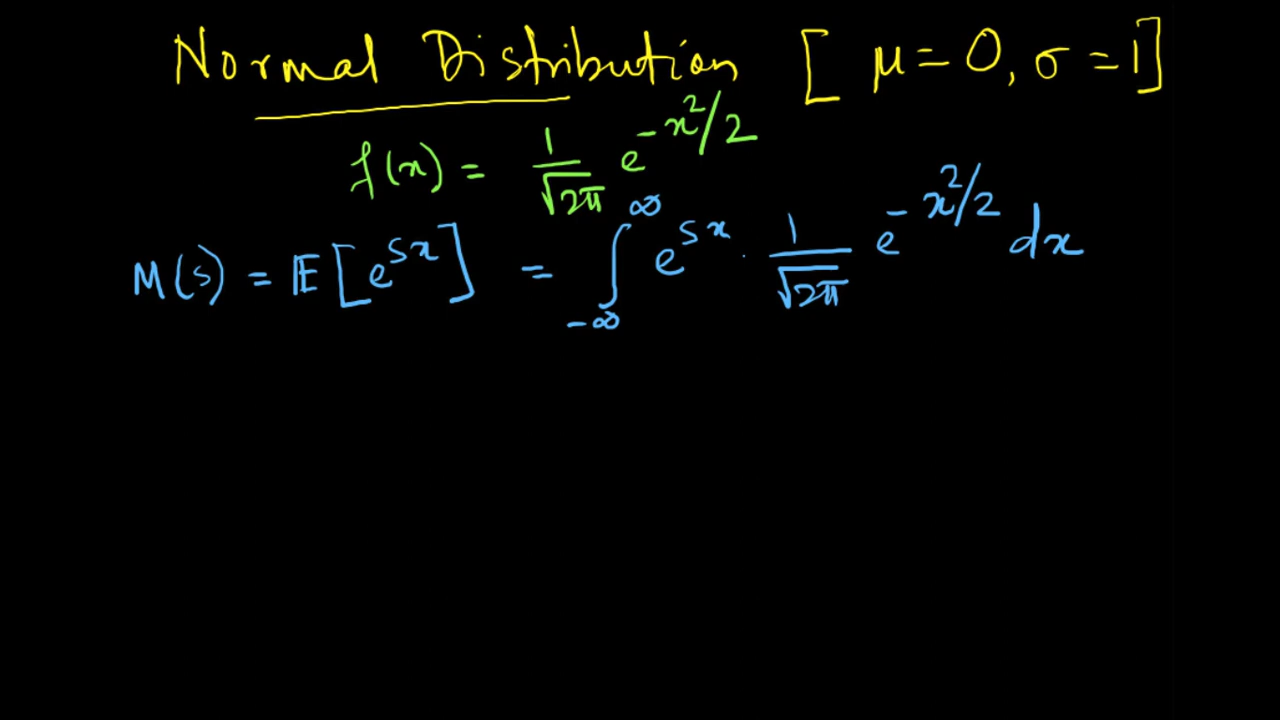 Normal Distribution [ μ = 0, σ = 1 ]
f(x) = 1/√2π e^{-x²/2}
M(s) = 𝔼[e^{sx}] = ∫_{-∞}^{∞} e^{sx} · 1/√2π e^{-x²/2} dx